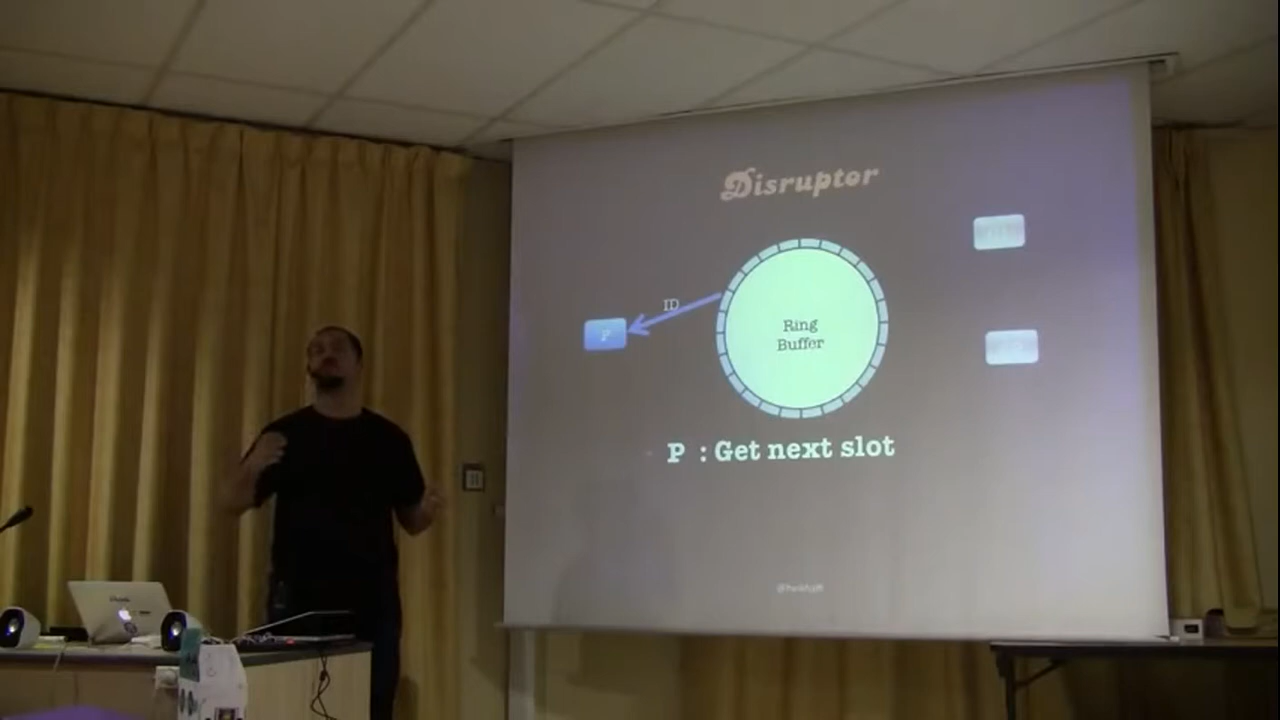 Disruptor
ID
P
Ring
Buffer
P : Get next slot